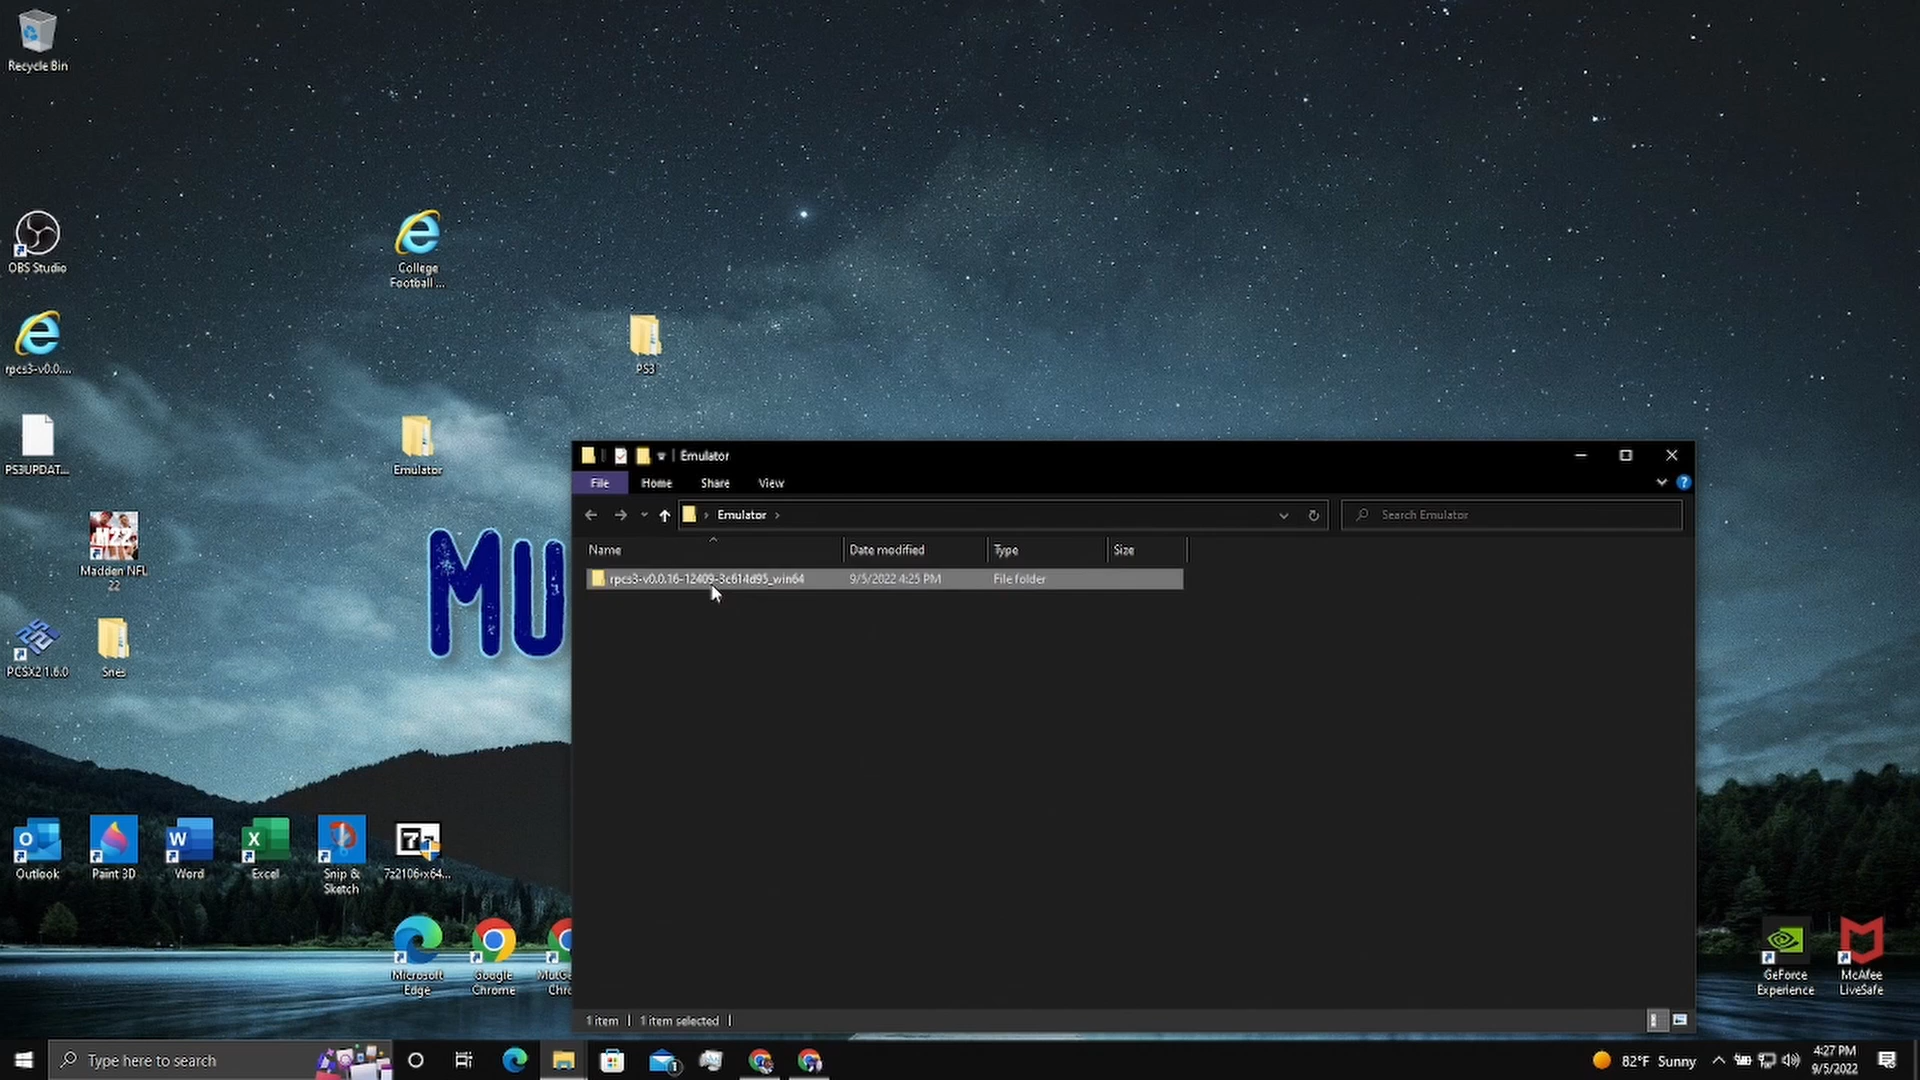 Recycle Bin
OBS Studio
College
Football ...
rpcs3-v0.0....
PS3
PS3UPDAT...
Emulator
Madden NFL
22
PCSX2 1.6.0
Snes
MU
Emulator
File
Home
Share
View
Emulator
Search Emulator
Name
Date modified
Type
Size
rpcs3-v0.0.16-12409-3c614d95_win64
9/5/2022 4:25 PM
File folder
1 item
1 item selected
Outlook
Paint 3D
Word
Excel
Snip &
Sketch
7z2106-x64...
Microsoft
Edge
Google
Chrome
MutGa
Chro
GeForce
Experience
McAfee
LiveSafe
Type here to search
82°F Sunny
4:27 PM
9/5/2022